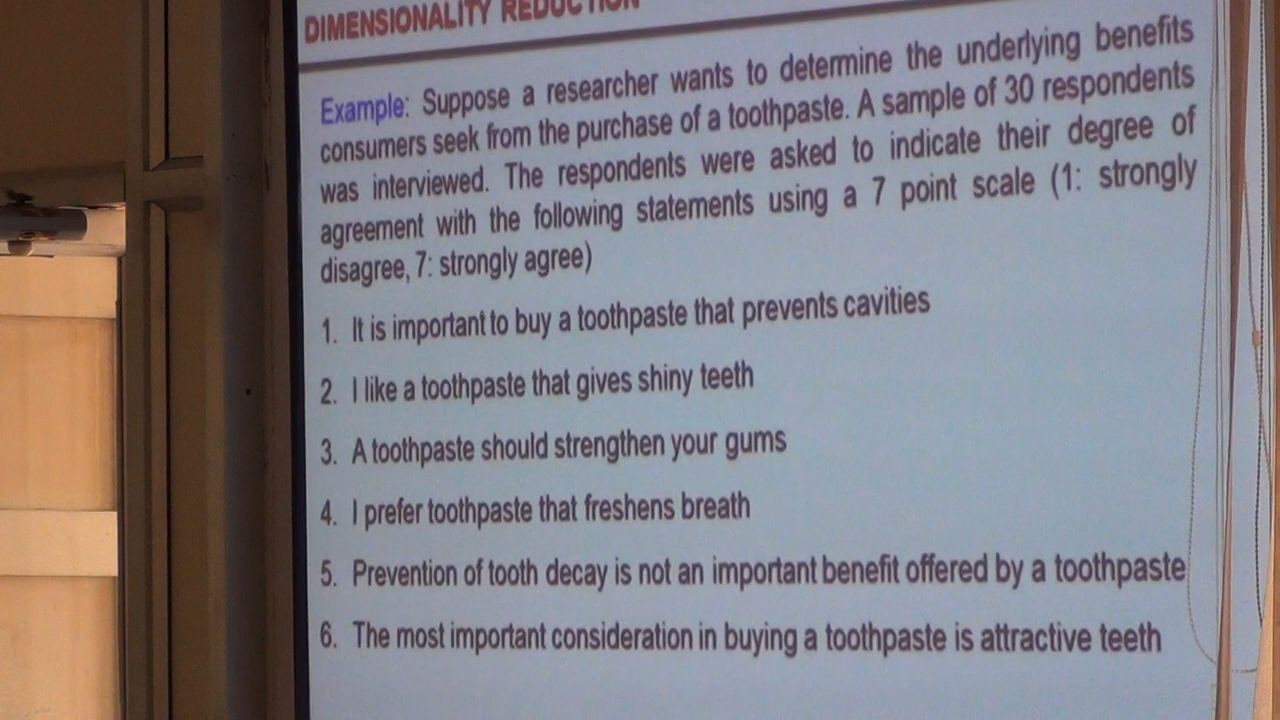 DIMENSIONALITY REDUCTION
Example: Suppose a researcher wants to determine the underlying benefits
consumers seek from the purchase of a toothpaste. A sample of 30 respondents
was interviewed. The respondents were asked to indicate their degree of
agreement with the following statements using a 7 point scale (1: strongly
disagree, 7: strongly agree)
1. It is important to buy a toothpaste that prevents cavities
2. I like a toothpaste that gives shiny teeth
3. A toothpaste should strengthen your gums
4. I prefer toothpaste that freshens breath
5. Prevention of tooth decay is not an important benefit offered by a toothpaste
6. The most important consideration in buying a toothpaste is attractive teeth